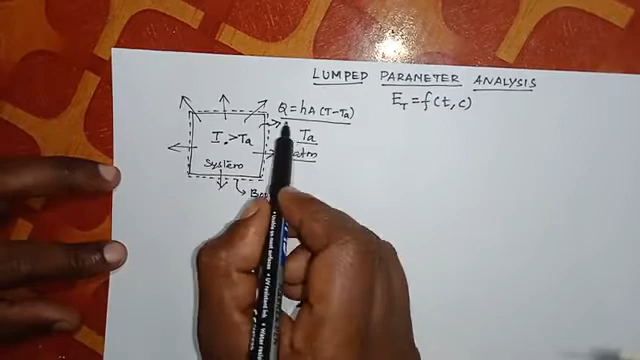 LUMPED PARAMETER ANALYSIS
E_T = f(t, c)
Q = hA (T - Ta)
T. > Ta
System
Ta
atm